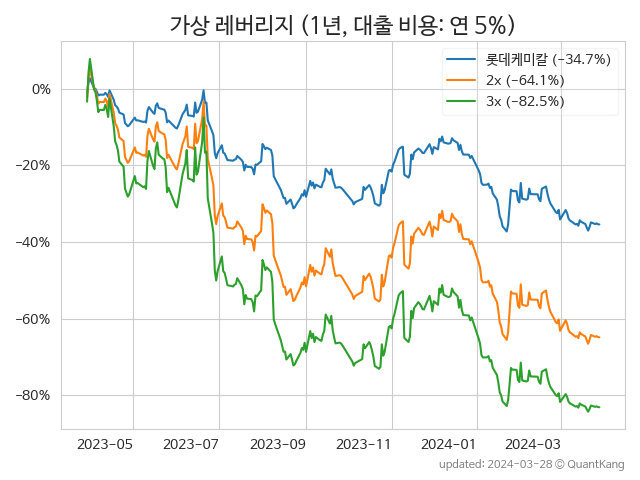 가상 레버리지 (1년, 대출 비용: 연 5%)
롯데케미칼 (−34.7%)
2x (−64.1%)
3x (−82.5%)
0%
−20%
−40%
−60%
−80%
2023-05 2023-07 2023-09 2023-11 2024-01 2024-03
updated: 2024-03-28 © QuantKang